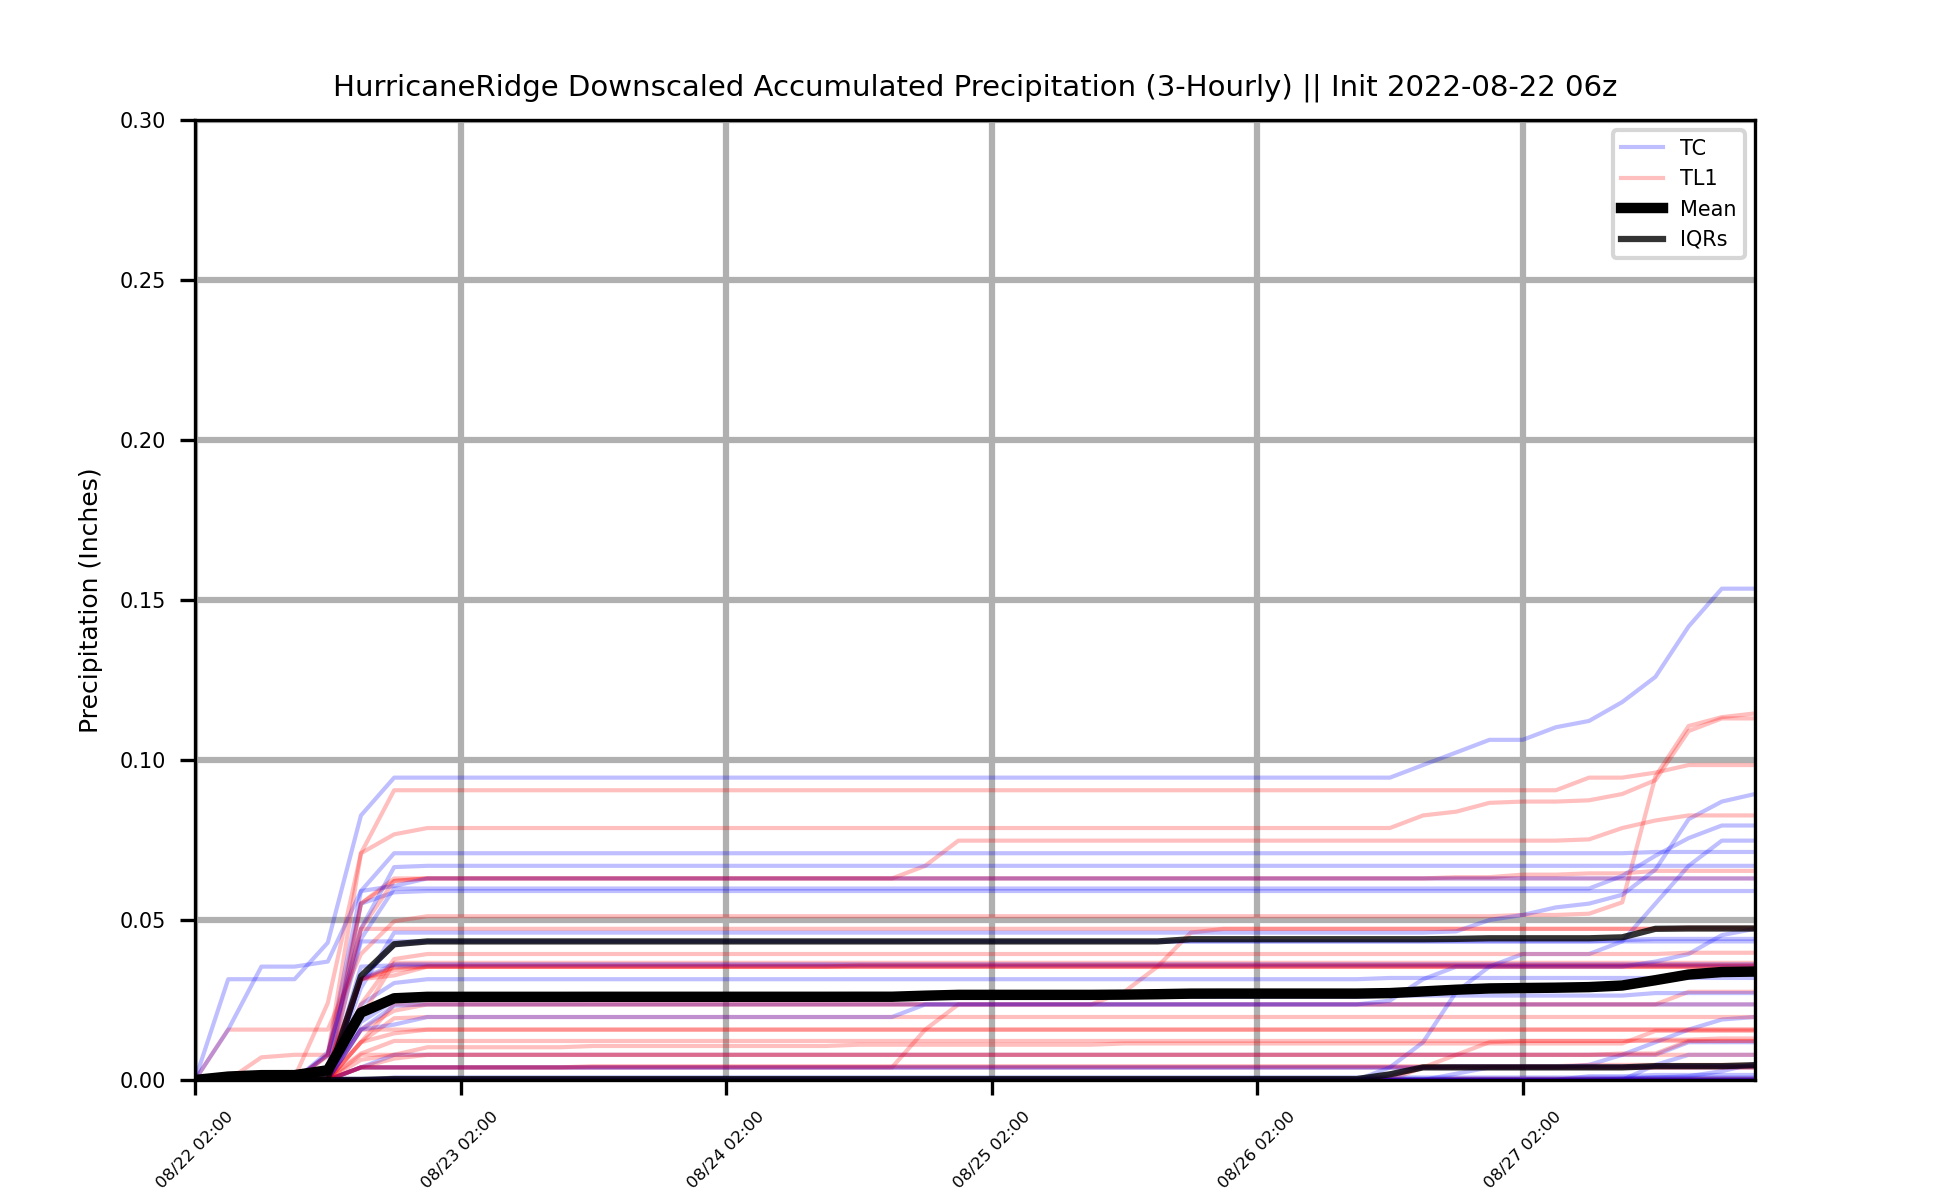 HurricaneRidge Downscaled Accumulated Precipitation (3-Hourly) || Init 2022-08-22 06z
0.30
0.25
0.20
0.15
0.10
0.05
0.00
Precipitation (Inches)
TC
TL1
Mean
IQRs
08/22 02:00
08/23 02:00
08/24 02:00
08/25 02:00
08/26 02:00
08/27 02:00